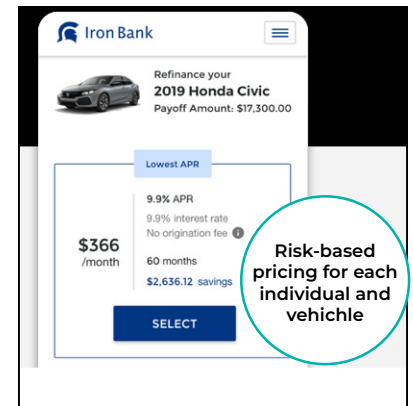 Iron Bank
Refinance your
2019 Honda Civic
Payoff Amount: $17,300.00
Lowest APR
9.9% APR
9.9% interest rate
No origination fee
$366
/month
60 months
$2,636.12 savings
SELECT
Risk-based
pricing for each
individual and
vehichle